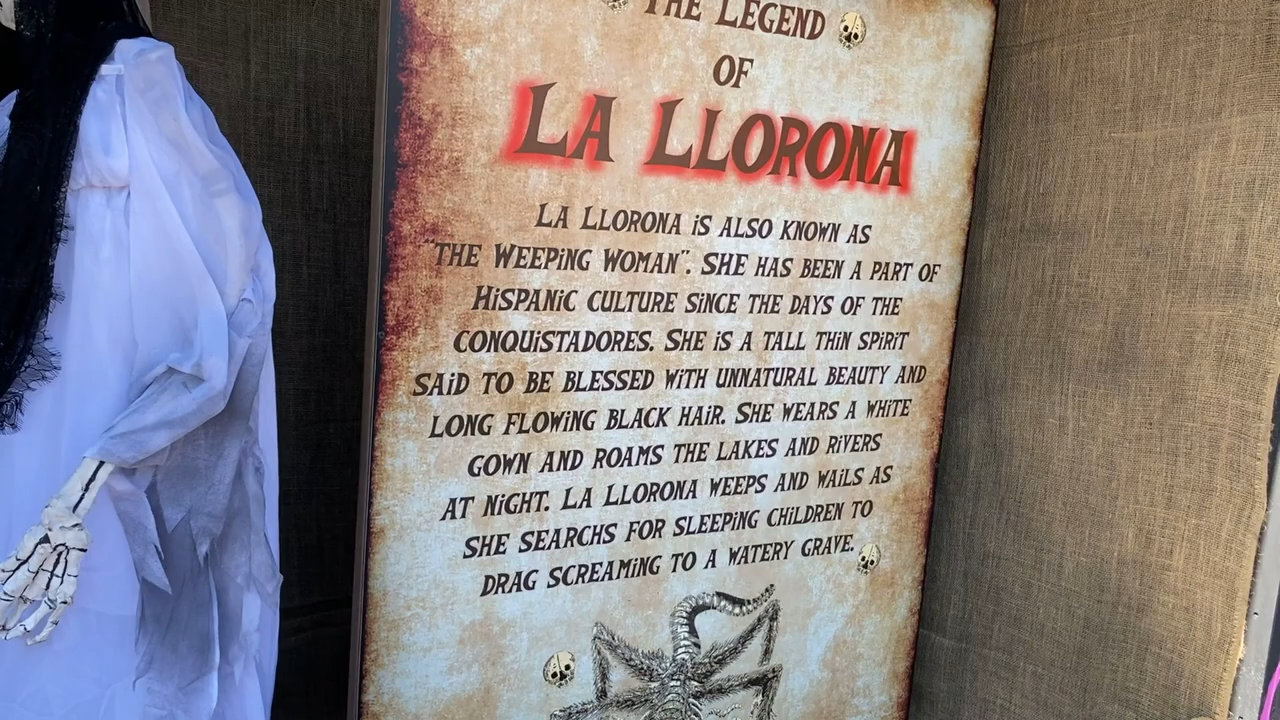 THE LEGEND
OF
LA LLORONA
LA LLORONA iS ALSO KNOWN AS
"THE WEEPiNG WOMAN". SHE HAS BEEN A PART OF
HiSPANiC CULTURE SiNCE THE DAYS OF THE
CONQUiSTADORES. SHE iS A TALL THiN SPiRiT
SAiD TO BE BLESSED WiTH UNNATURAL BEAUTY AND
LONG FLOWiNG BLACK HAiR. SHE WEARS A WHiTE
GOWN AND ROAMS THE LAKES AND RiVERS
AT NiGHT. LA LLORONA WEEPS AND WAiLS AS
SHE SEARCHS FOR SLEEPiNG CHiLDREN TO
DRAG SCREAMiNG TO A WATERY GRAVE.